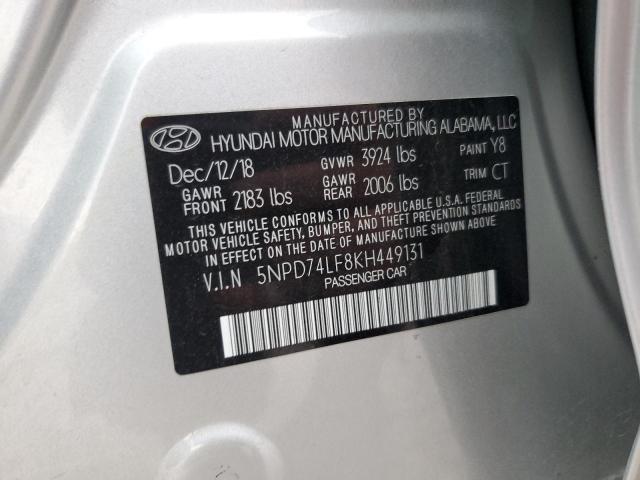 MANUFACTURED BY
HYUNDAI MOTOR MANUFACTURING ALABAMA, LLC
Dec/12/18 GVWR 3924 lbs PAINT Y8
GAWR FRONT 2183 lbs GAWR REAR 2006 lbs TRIM CT
THIS VEHICLE CONFORMS TO ALL APPLICABLE U.S.A. FEDERAL
MOTOR VEHICLE SAFETY, BUMPER, AND THEFT PREVENTION STANDARDS
IN EFFECT ON THE DATE OF MANUFACTURE SHOWN ABOVE.
V.I.N 5NPD74LF8KH449131
PASSENGER CAR